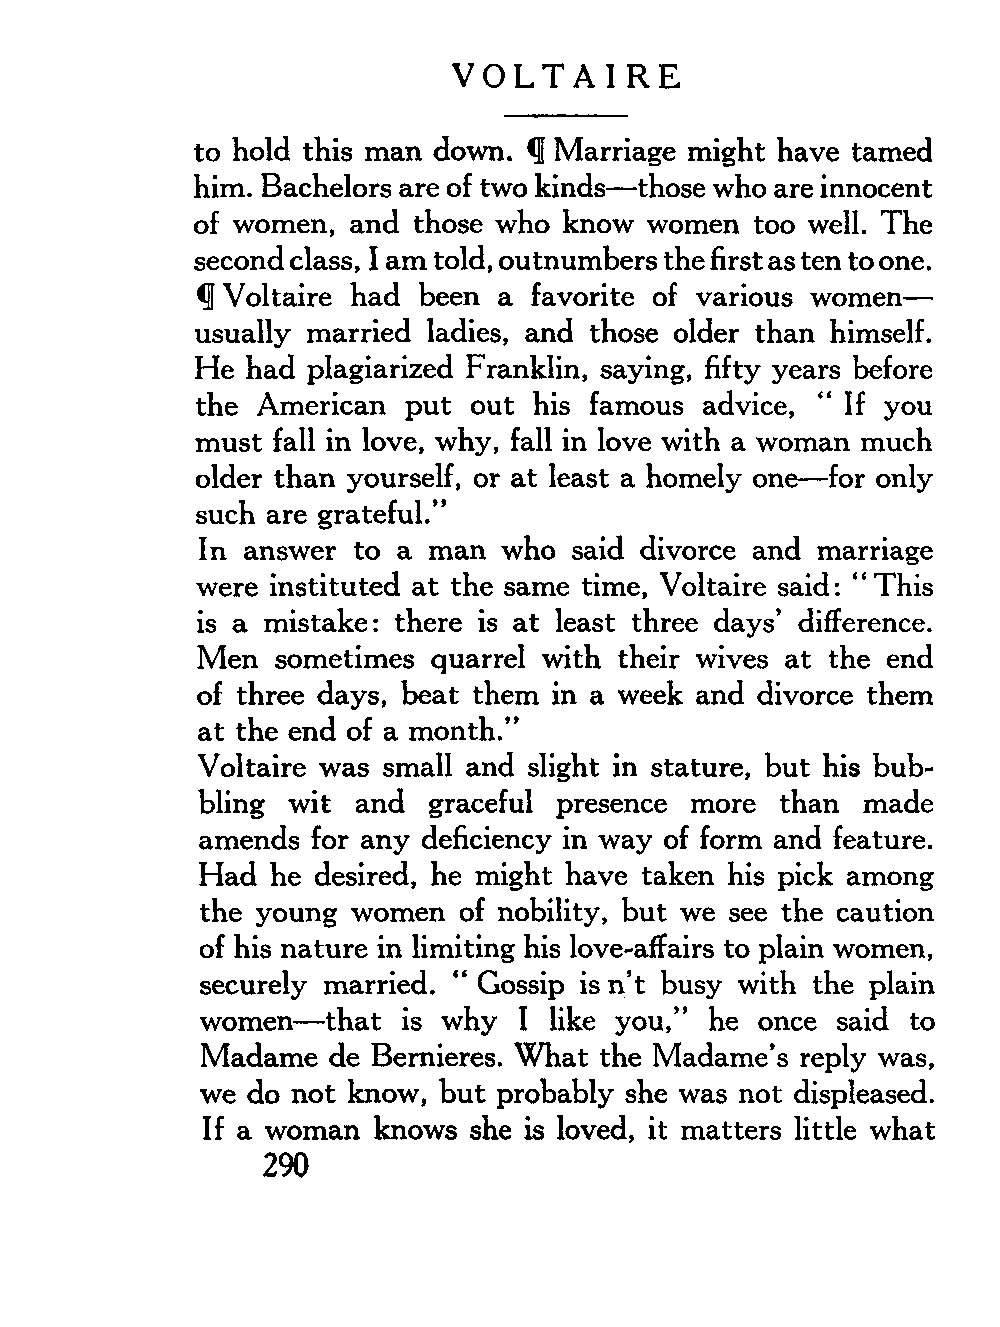 VOLTAIRE
to hold this man down. ¶ Marriage might have tamed
him. Bachelors are of two kinds—those who are innocent
of women, and those who know women too well. The
second class, I am told, outnumbers the first as ten to one.
¶ Voltaire had been a favorite of various women—
usually married ladies, and those older than himself.
He had plagiarized Franklin, saying, fifty years before
the American put out his famous advice, “ If you
must fall in love, why, fall in love with a woman much
older than yourself, or at least a homely one—for only
such are grateful.”
In answer to a man who said divorce and marriage
were instituted at the same time, Voltaire said: “ This
is a mistake: there is at least three days’ difference.
Men sometimes quarrel with their wives at the end
of three days, beat them in a week and divorce them
at the end of a month.”
Voltaire was small and slight in stature, but his bub-
bling wit and graceful presence more than made
amends for any deficiency in way of form and feature.
Had he desired, he might have taken his pick among
the young women of nobility, but we see the caution
of his nature in limiting his love-affairs to plain women,
securely married. “ Gossip is n’t busy with the plain
women—that is why I like you,” he once said to
Madame de Bernieres. What the Madame’s reply was,
we do not know, but probably she was not displeased.
If a woman knows she is loved, it matters little what
290